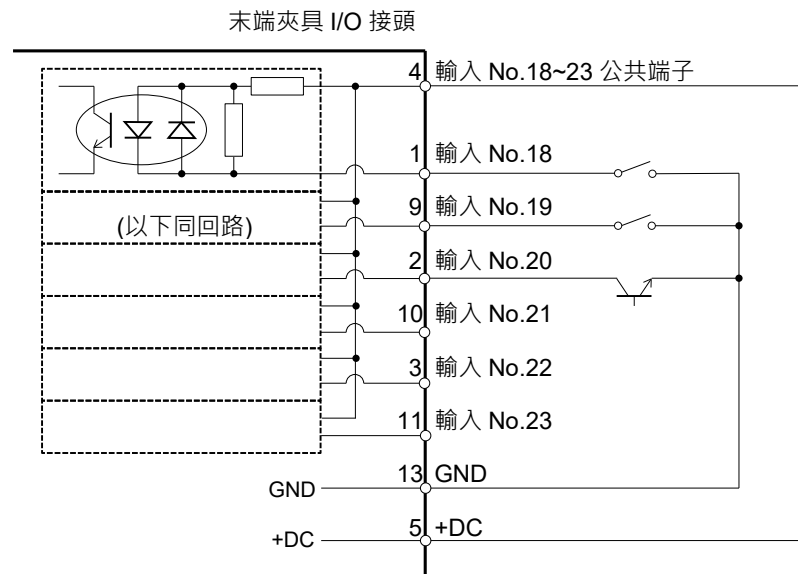 末端夾具 I/O 接頭
4 輸入 No.18~23 公共端子
1 輸入 No.18
9 輸入 No.19
(以下同回路)
2 輸入 No.20
10 輸入 No.21
3 輸入 No.22
11 輸入 No.23
GND 13 GND
+DC 5 +DC